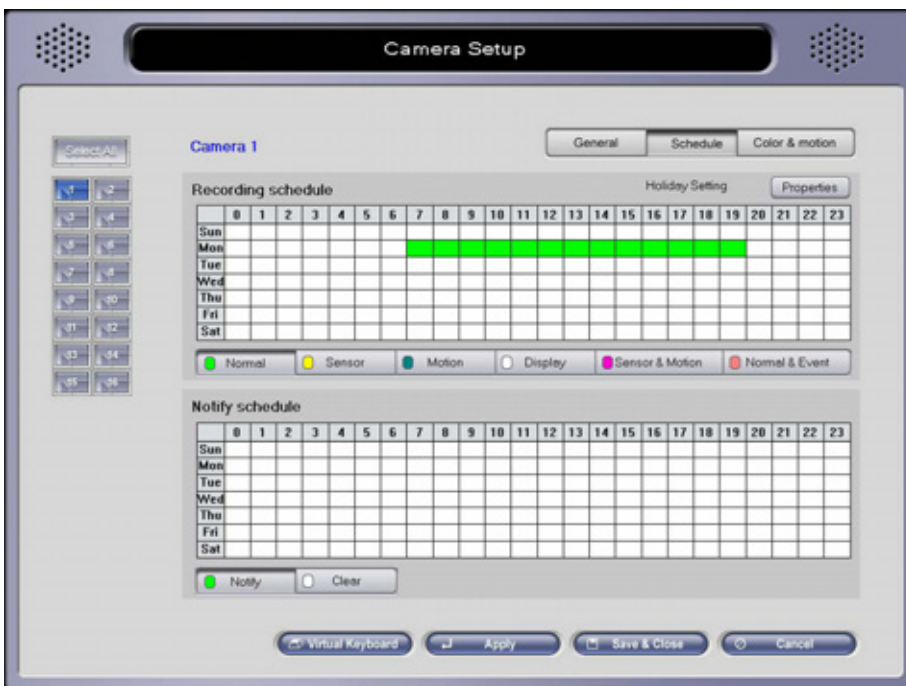 Camera Setup
Select All
1 2
3 4
5 6
7 8
9 10
11 12
13 14
15 16
Camera 1
General Schedule Color & motion
Recording schedule Holiday Setting Properties
0 1 2 3 4 5 6 7 8 9 10 11 12 13 14 15 16 17 18 19 20 21 22 23
Sun
Mon
Tue
Wed
Thu
Fri
Sat
Normal Sensor Motion Display Sensor & Motion Normal & Event
Notify schedule
0 1 2 3 4 5 6 7 8 9 10 11 12 13 14 15 16 17 18 19 20 21 22 23
Sun
Mon
Tue
Wed
Thu
Fri
Sat
Notify Clear
Virtual Keyboard Apply Save & Close Cancel